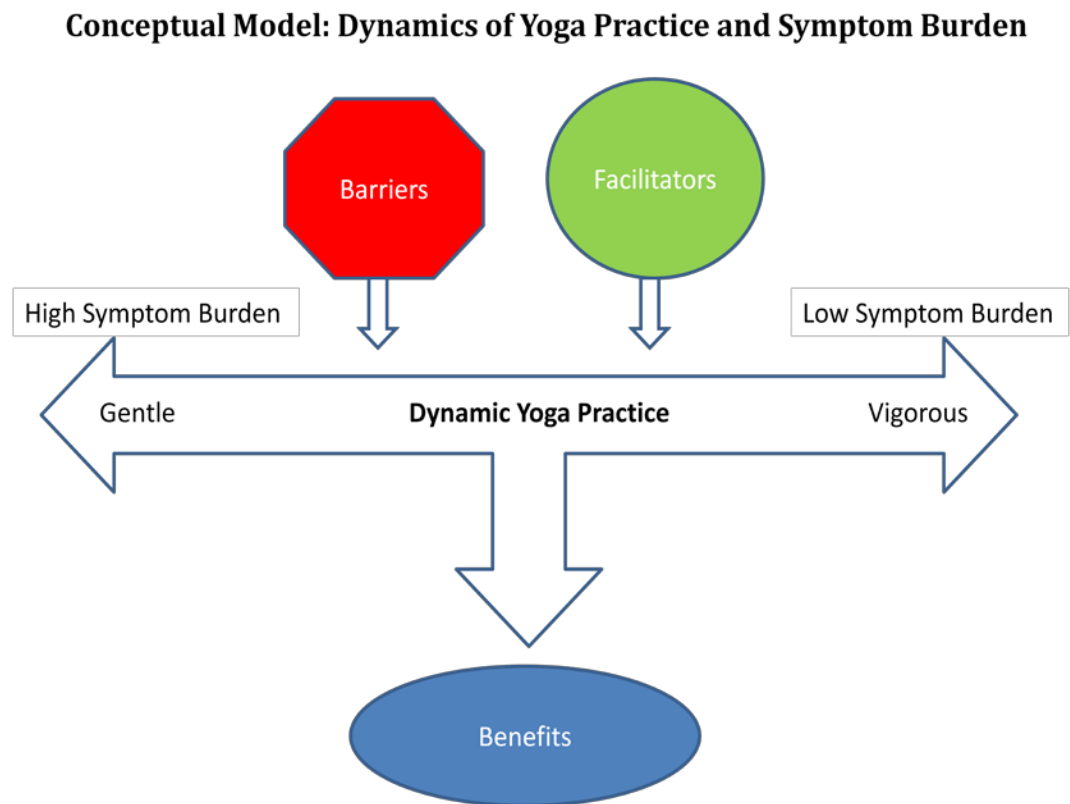 Conceptual Model: Dynamics of Yoga Practice and Symptom Burden
Barriers
Facilitators
High Symptom Burden
Low Symptom Burden
Gentle
Dynamic Yoga Practice
Vigorous
Benefits